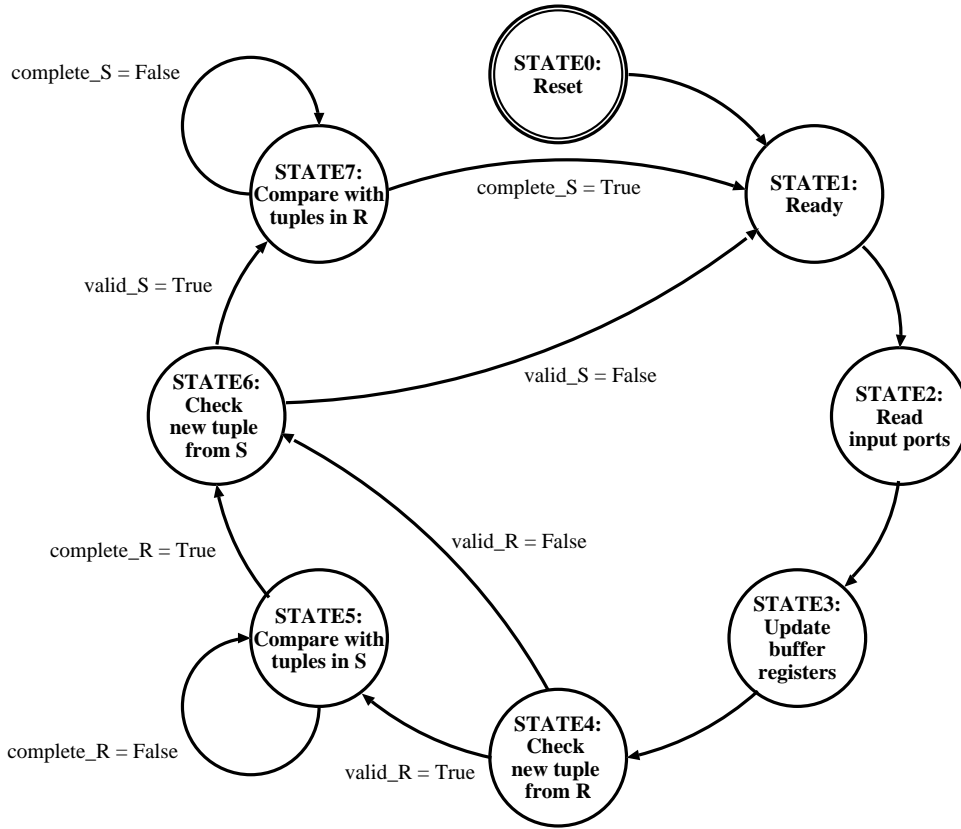 STATE0:
Reset
complete_S = False
STATE7:
Compare with
tuples in R
complete_S = True
STATE1:
Ready
valid_S = True
valid_S = False
STATE6:
Check
new tuple
from S
STATE2:
Read
input ports
complete_R = True
valid_R = False
STATE5:
Compare with
tuples in S
STATE3:
Update
buffer
registers
complete_R = False
valid_R = True
STATE4:
Check
new tuple
from R